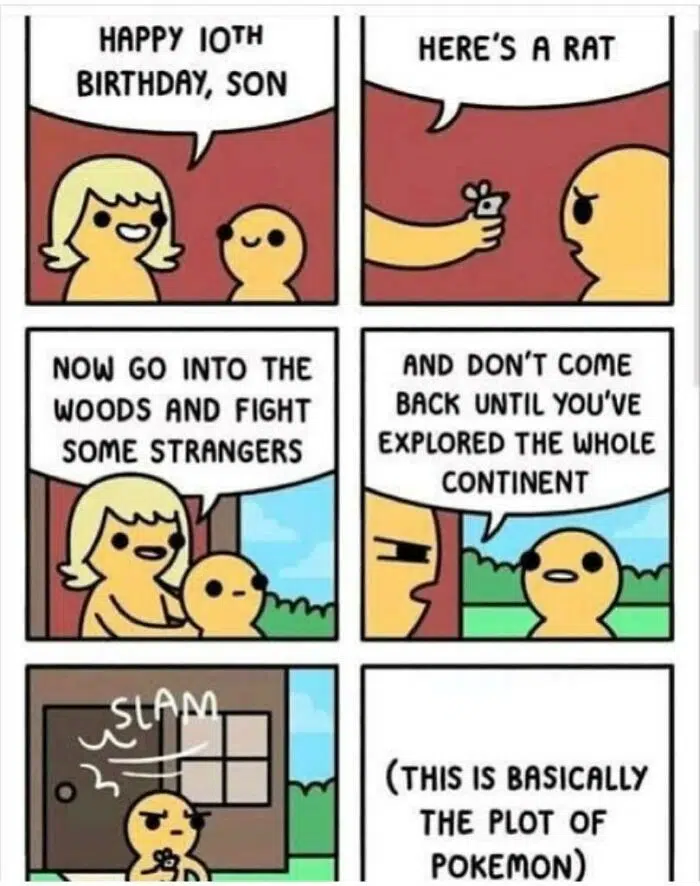 HAPPY 10TH
BIRTHDAY, SON
HERE'S A RAT
NOW GO INTO THE
WOODS AND FIGHT
SOME STRANGERS
AND DON'T COME
BACK UNTIL YOU'VE
EXPLORED THE WHOLE
CONTINENT
SLAM
(THIS IS BASICALLY
THE PLOT OF
POKEMON)